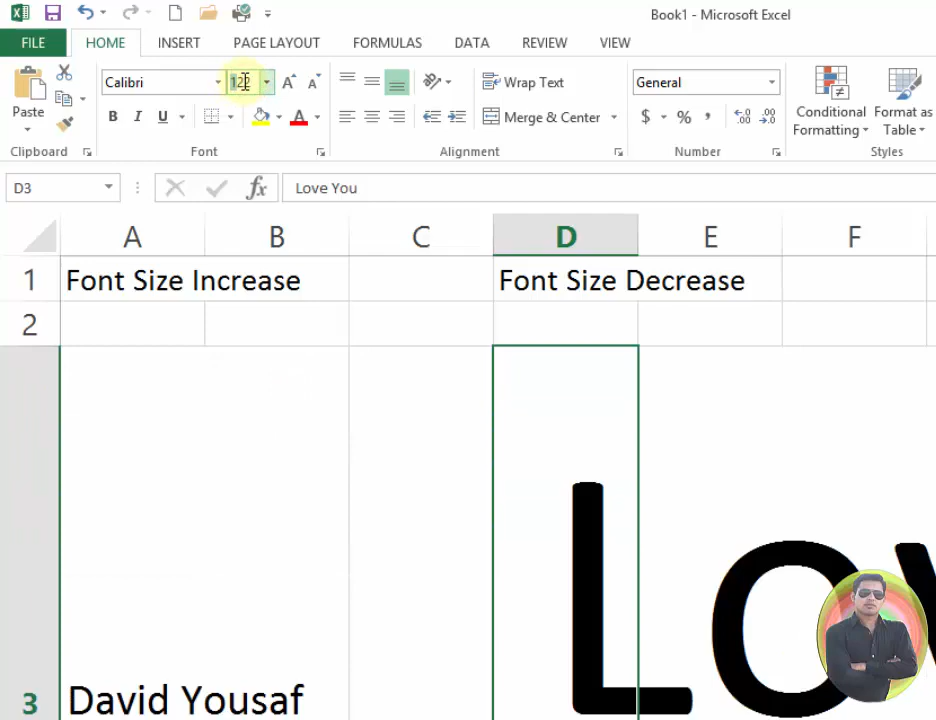 Book1 - Microsoft Excel
FILE HOME INSERT PAGE LAYOUT FORMULAS DATA REVIEW VIEW
Calibri Wrap Text General
Paste B I U Merge & Center $ % , Conditional Formatting Format as Table
Clipboard Font Alignment Number Styles
D3 fx Love You
A B C D E F
1 Font Size Increase Font Size Decrease
2
3 David Yousaf Lo